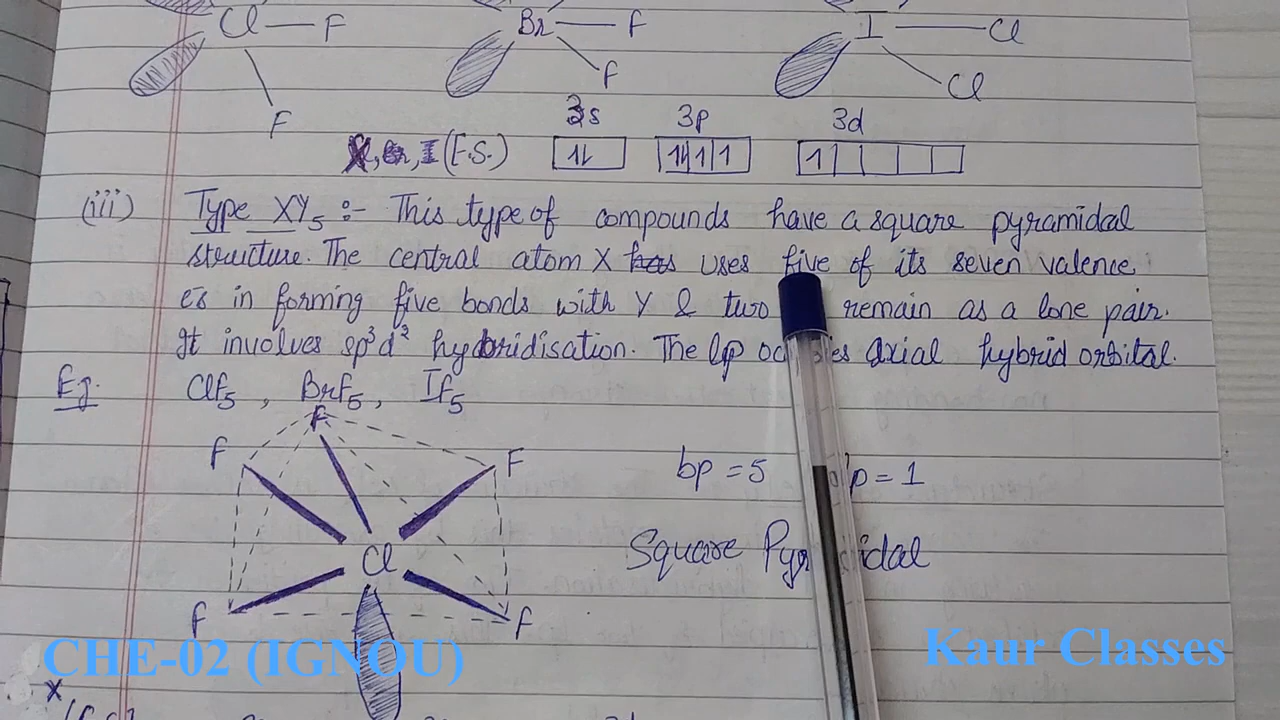 Cl F Br F I Cl
F F Cl
3s 3p 3d
(E.S.) 1⇂ 1⇂ 1 1 1
(iii) Type XY5 :- This type of compounds have a square pyramidal
structure. The central atom X uses five of its seven valence
es in forming five bonds with Y & two remain as a lone pair.
It involves sp³d² hybridisation. The lp axial hybrid orbital.
Eg. ClF5 , BrF5, IF5
F
F F
bp = 5 lp = 1
Square Pyramidal
Cl
F F
CHE-02 (IGNOU) Kaur Classes